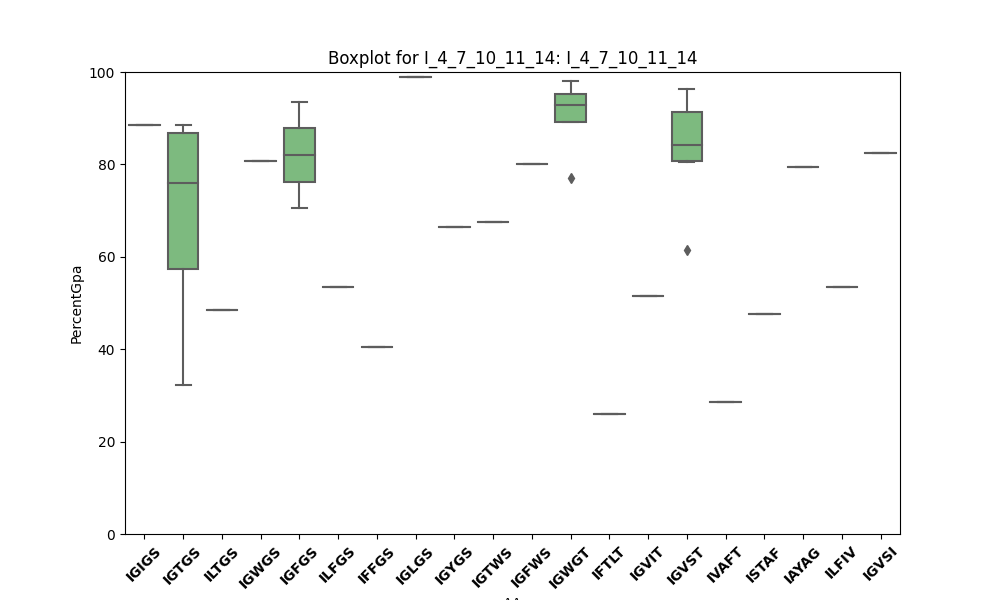 Boxplot for I_4_7_10_11_14: I_4_7_10_11_14
100
80
60
40
20
0
PercentGpa
IGIGS IGTGS ILTGS IGWGS IGFGS ILFGS IFFGS IGLGS IGYGS IGTWS IGFWS IGWGT IFTLT IGVIT IGVST IVAFT ISTAF IAYAG ILFIV IGVSI